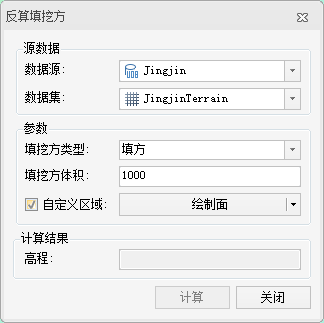 反算填挖方
源数据
数据源: Jingjin
数据集: JingjinTerrain
参数
填挖方类型: 填方
填挖方体积: 1000
自定义区域: 绘制面
计算结果
高程:
计算 关闭